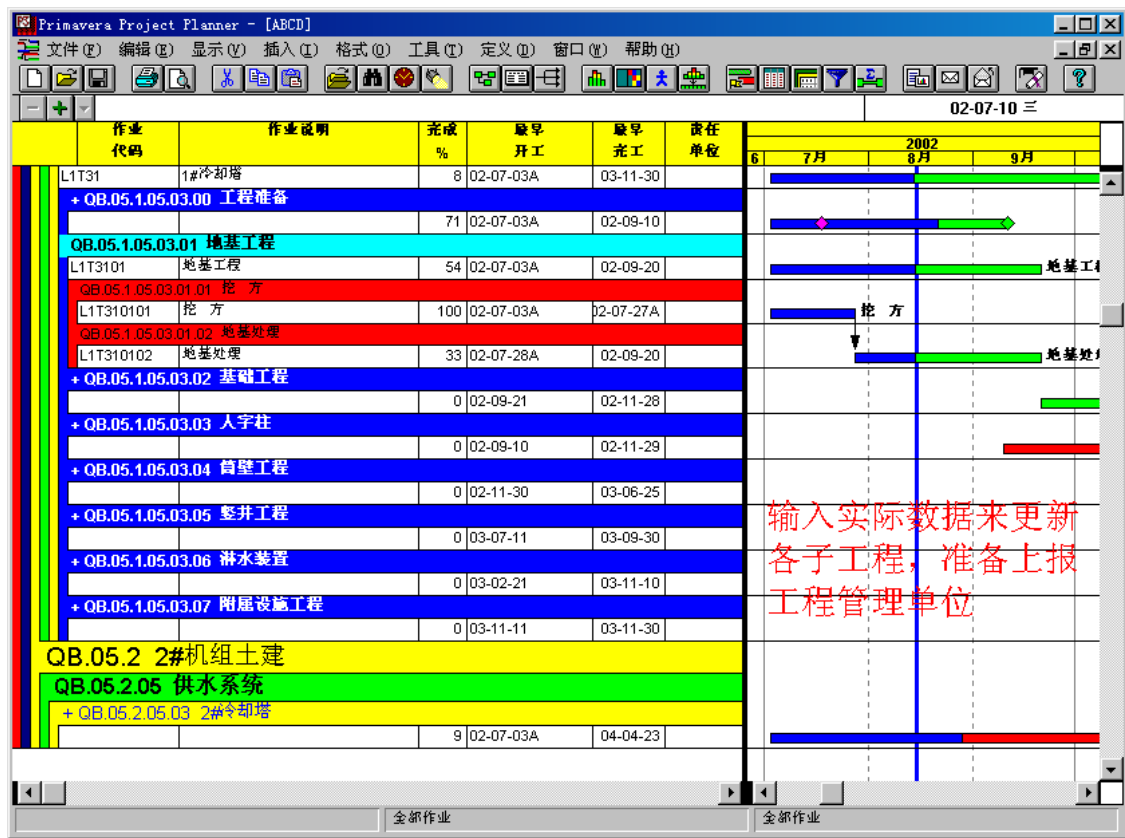 Primavera Project Planner - [ABCD]
文件(F) 编辑(E) 显示(V) 插入(I) 格式(O) 工具(T) 定义(D) 窗口(W) 帮助(H)
02-07-10 三
作业代码 作业说明 完成% 最早开工 最早完工 责任单位
2002
6 7月 8月 9月
L1T31 1#冷却塔 8 02-07-03A 03-11-30
+ QB.05.1.05.03.00 工程准备
71 02-07-03A 02-09-10
QB.05.1.05.03.01 地基工程
L1T3101 地基工程 54 02-07-03A 02-09-20 地基工程
QB.05.1.05.03.01.01 挖 方
L1T310101 挖 方 100 02-07-03A 02-07-27A 挖 方
QB.05.1.05.03.01.02 地基处理
L1T310102 地基处理 33 02-07-28A 02-09-20 地基处
+ QB.05.1.05.03.02 基础工程
0 02-09-21 02-11-28
+ QB.05.1.05.03.03 人字柱
0 02-09-10 02-11-29
+ QB.05.1.05.03.04 筒壁工程
0 02-11-30 03-06-25
+ QB.05.1.05.03.05 竖井工程
0 03-07-11 03-09-30
+ QB.05.1.05.03.06 淋水装置
0 03-02-21 03-11-10
+ QB.05.1.05.03.07 附属设施工程
0 03-11-11 03-11-30
输入实际数据来更新
各子工程，准备上报
工程管理单位
QB.05.2 2#机组土建
QB.05.2.05 供水系统
+ QB.05.2.05.03 2#冷却塔
9 02-07-03A 04-04-23
全部作业 全部作业